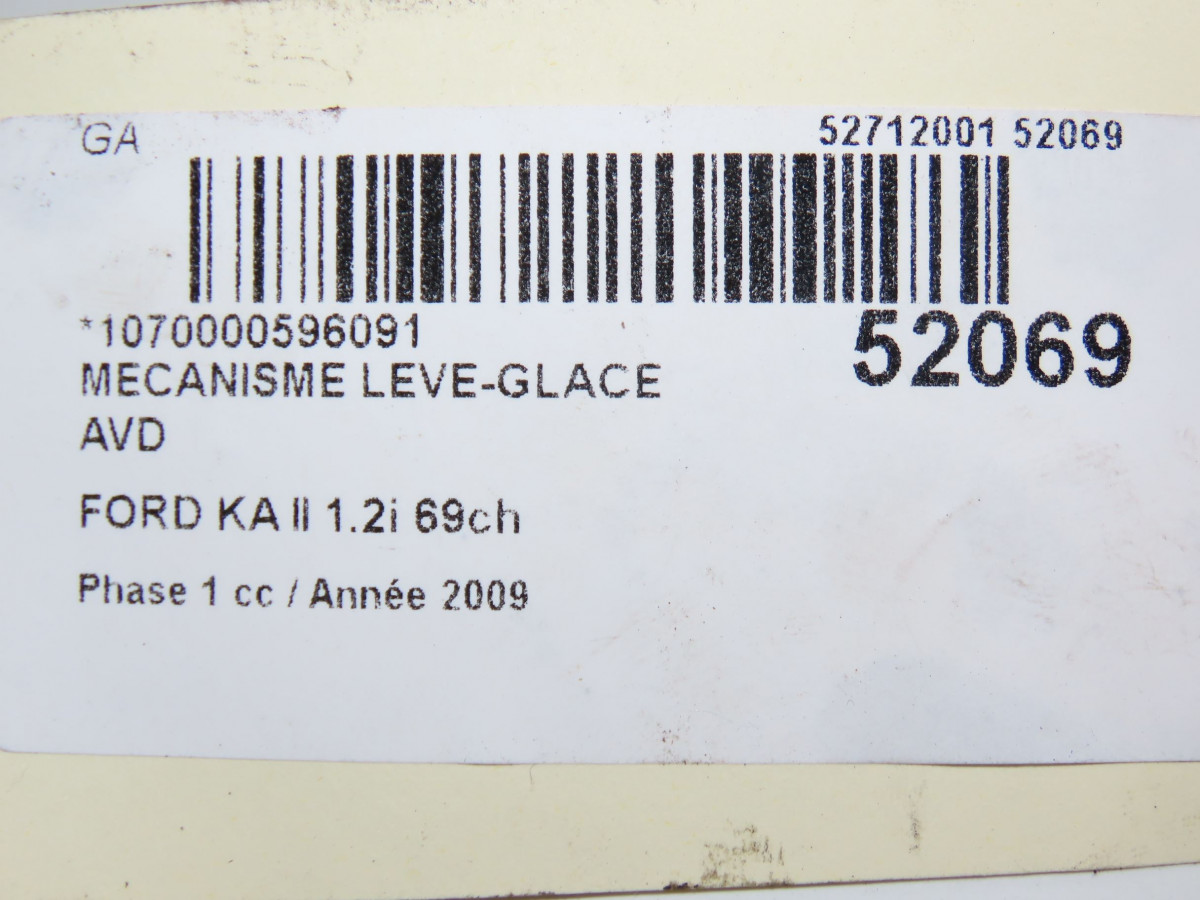 GA
52712001 52069
*1070000596091
52069
MECANISME LEVE-GLACE
AVD
FORD KA II 1.2i 69ch
Phase 1 cc / Année 2009